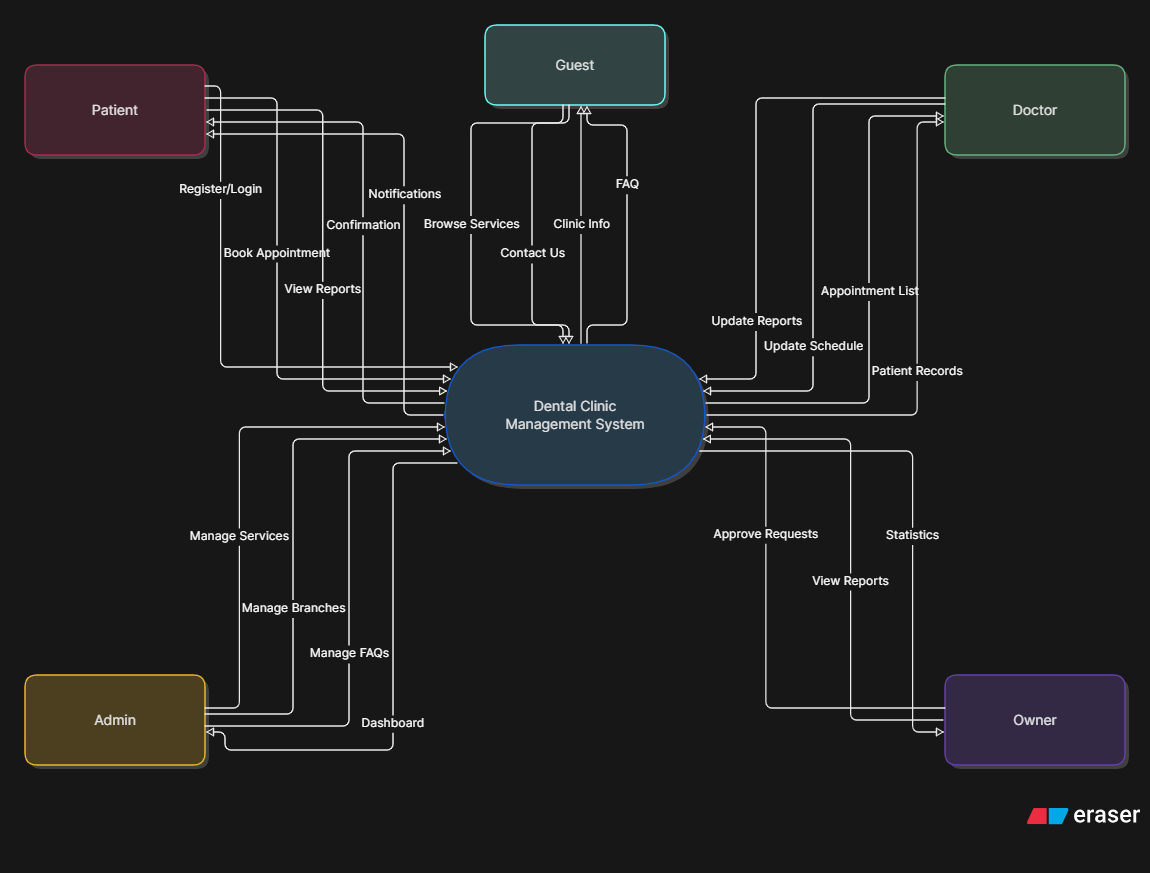 Guest
Patient
Doctor
Register/Login
Notifications
FAQ
Browse Services
Confirmation
Clinic Info
Book Appointment
Contact Us
View Reports
Appointment List
Update Reports
Update Schedule
Patient Records
Dental Clinic
Management System
Manage Services
Approve Requests
Statistics
View Reports
Manage Branches
Manage FAQs
Dashboard
Admin
Owner
eraser